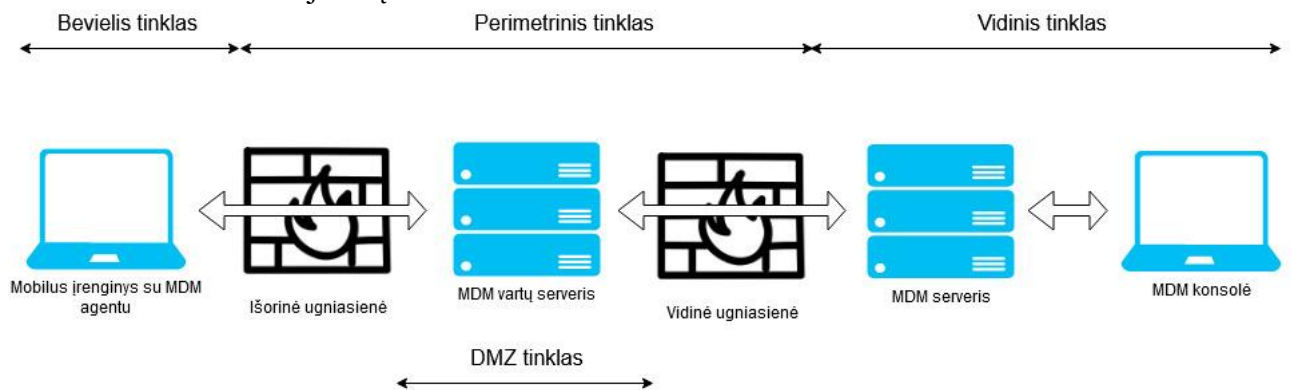 Bevielis tinklas
Perimetrinis tinklas
Vidinis tinklas
Mobilus įrenginys su MDM
agentu
Išorinė ugniasienė
MDM vartų serveris
Vidinė ugniasienė
MDM serveris
MDM konsolė
DMZ tinklas